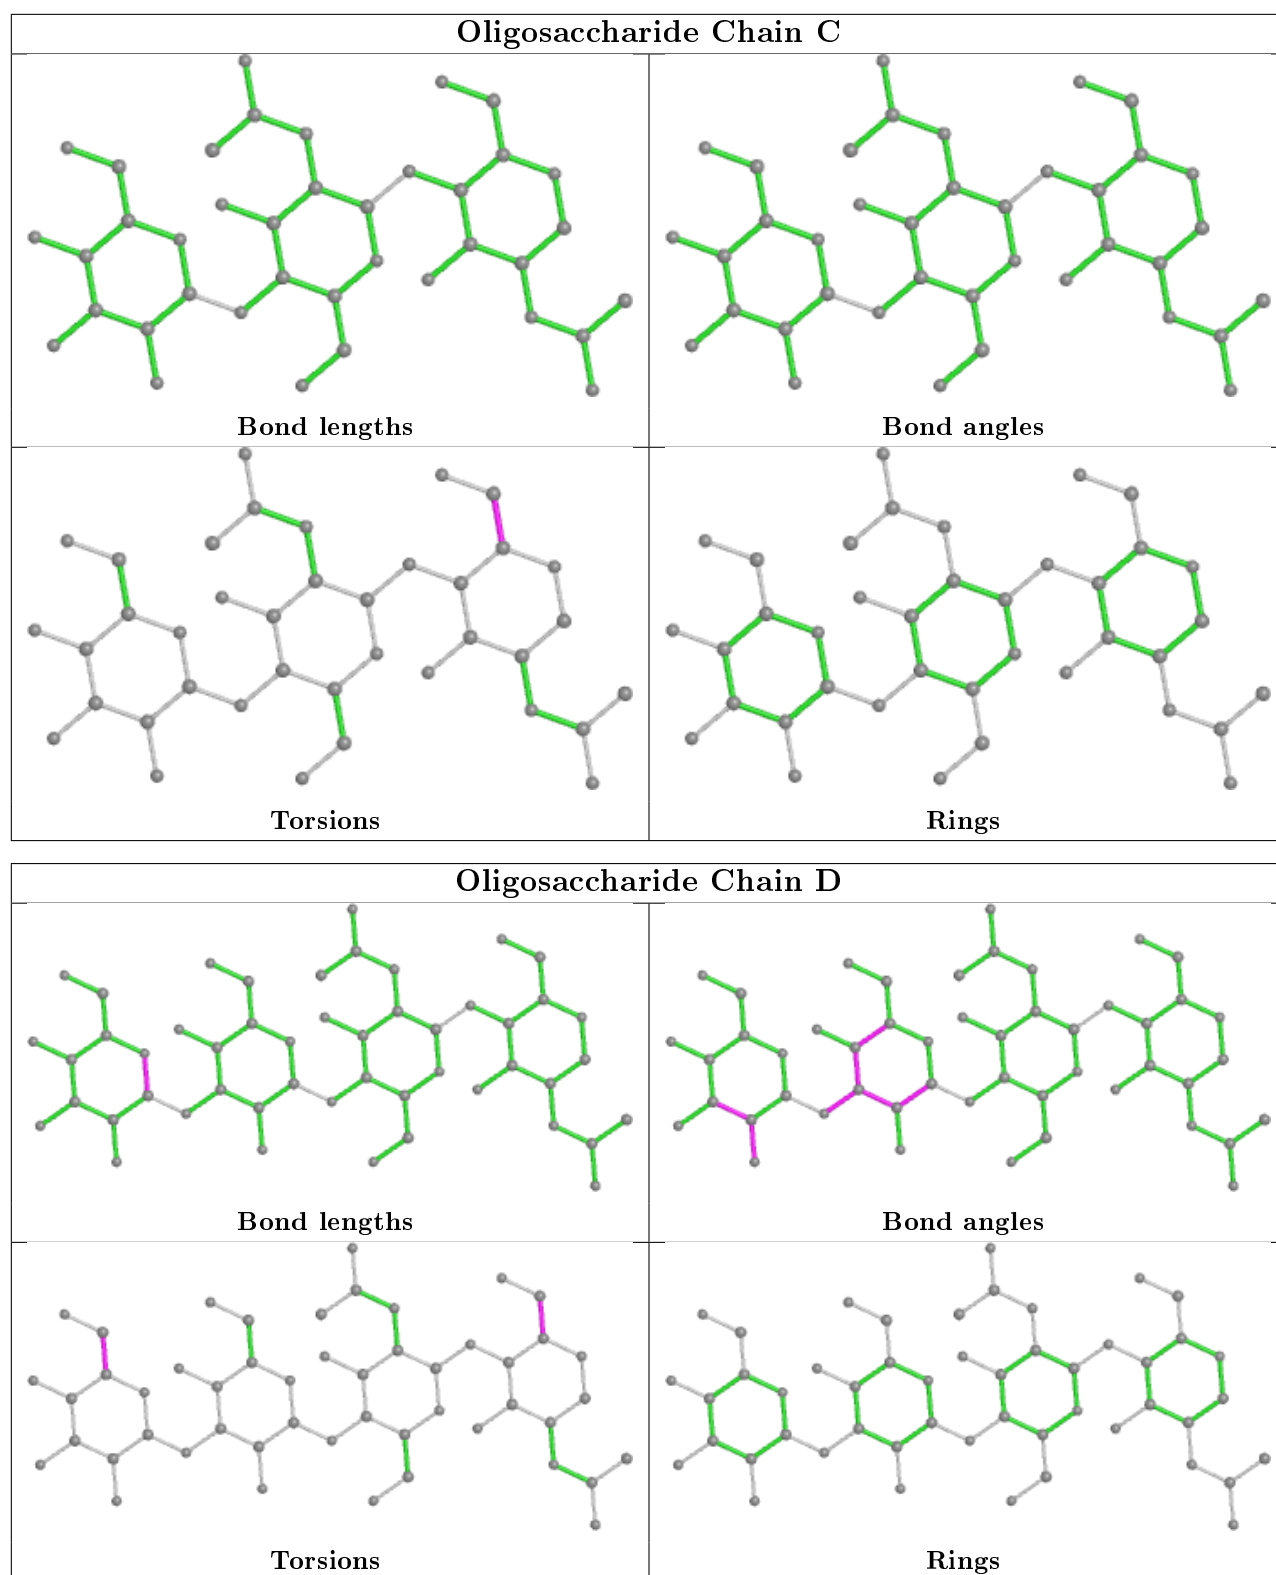 Oligosaccharide Chain C
Bond lengths
Bond angles
Torsions
Rings
Oligosaccharide Chain D
Bond lengths
Bond angles
Torsions
Rings